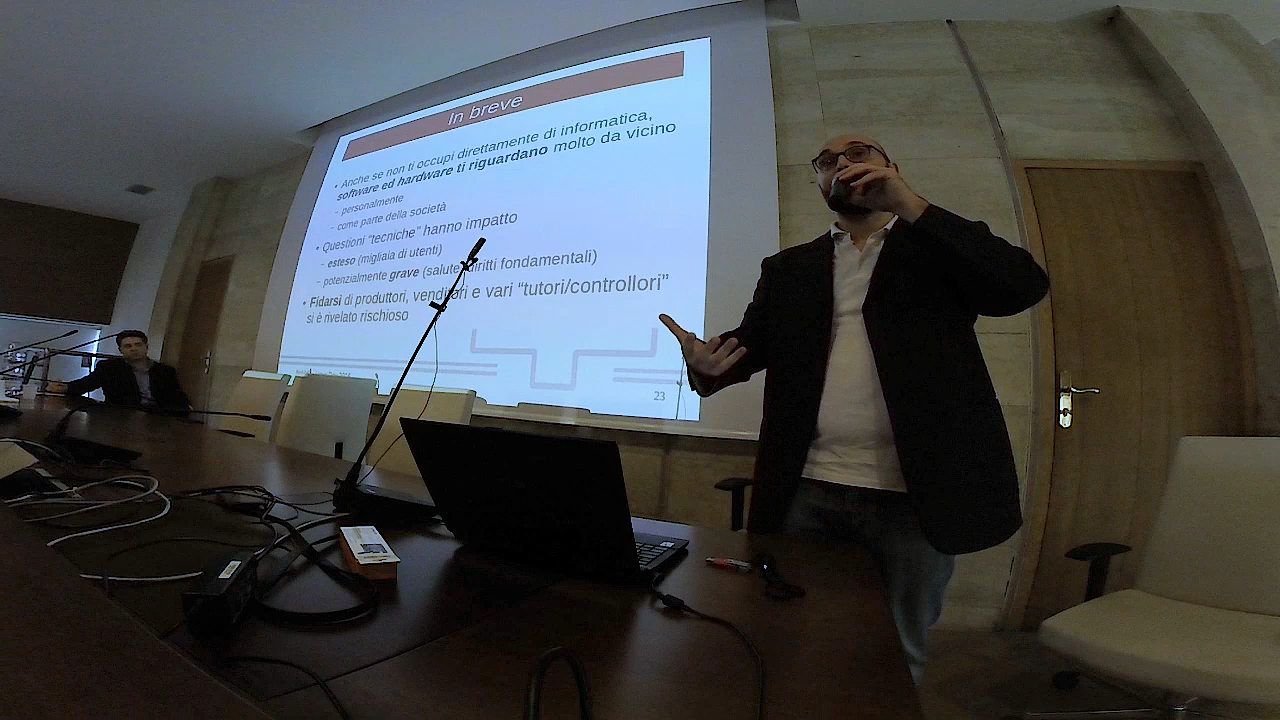 In breve
• Anche se non ti occupi direttamente di informatica,
software ed hardware ti riguardano molto da vicino
– personalmente
– come parte della società
• Questioni “tecniche” hanno impatto
– esteso (migliaia di utenti)
– potenzialmente grave (salute, diritti fondamentali)
• Fidarsi di produttori, venditori e vari “tutori/controllori”
si è rivelato rischioso
23